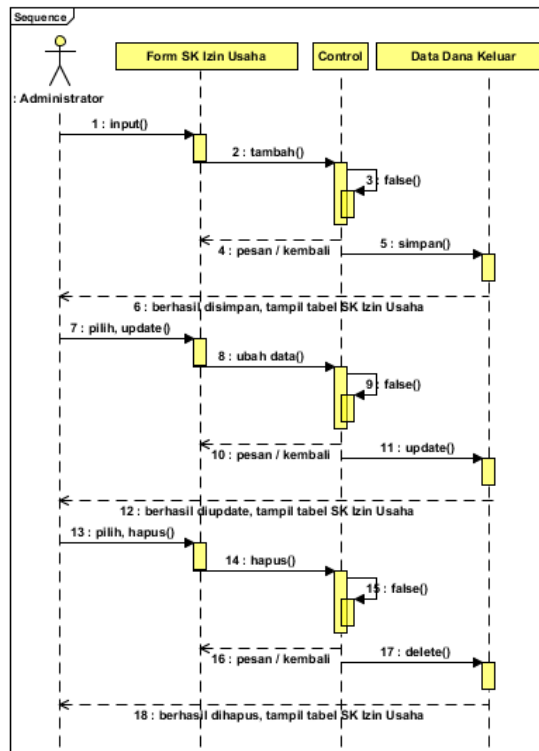 Sequence
Form SK Izin Usaha
Control
Data Dana Keluar
: Administrator
1 : input()
2 : tambah()
3 : false()
4 : pesan / kembali
5 : simpan()
6 : berhasil disimpan, tampil tabel SK Izin Usaha
7 : pilih, update()
8 : ubah data()
9 : false()
10 : pesan / kembali
11 : update()
12 : berhasil diupdate, tampil tabel SK Izin Usaha
13 : pilih, hapus()
14 : hapus()
15 : false()
16 : pesan / kembali
17 : delete()
18 : berhasil dihapus, tampil tabel SK Izin Usaha